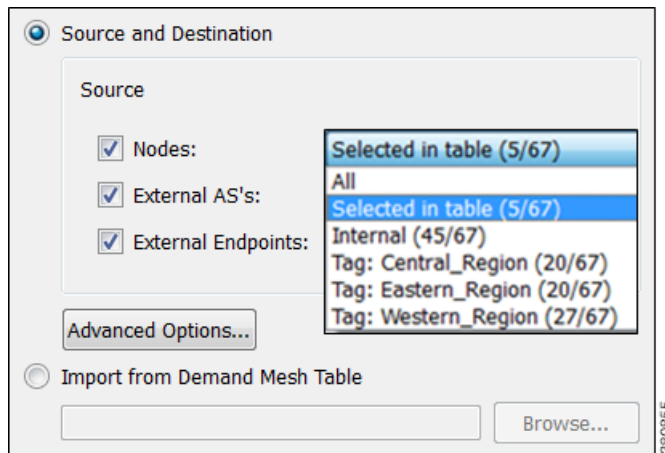 Source and Destination
Source
Nodes:
Selected in table (5/67)
All
External AS's:
Selected in table (5/67)
Internal (45/67)
External Endpoints:
Tag: Central_Region (20/67)
Tag: Eastern_Region (20/67)
Tag: Western_Region (27/67)
Advanced Options...
Import from Demand Mesh Table
Browse...